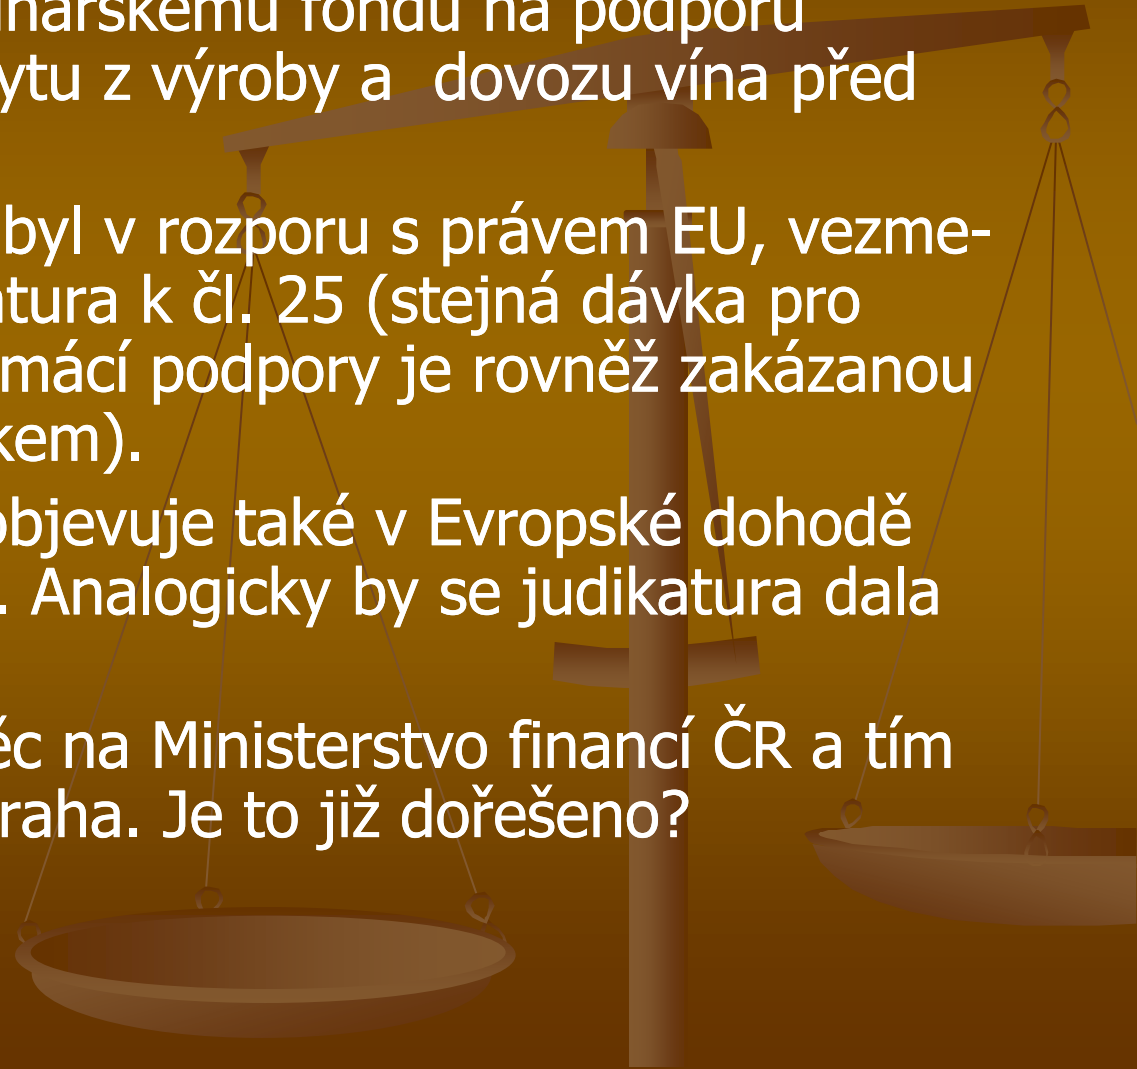 inařskému fondu na podporu
ytu z výroby a  dovozu vína před
byl v rozporu s právem EU, vezme-
atura k čl. 25 (stejná dávka pro
mácí podpory je rovněž zakázanou
kem).
objevuje také v Evropské dohodě
. Analogicky by se judikatura dala
ěc na Ministerstvo financí ČR a tím
raha. Je to již dořešeno?